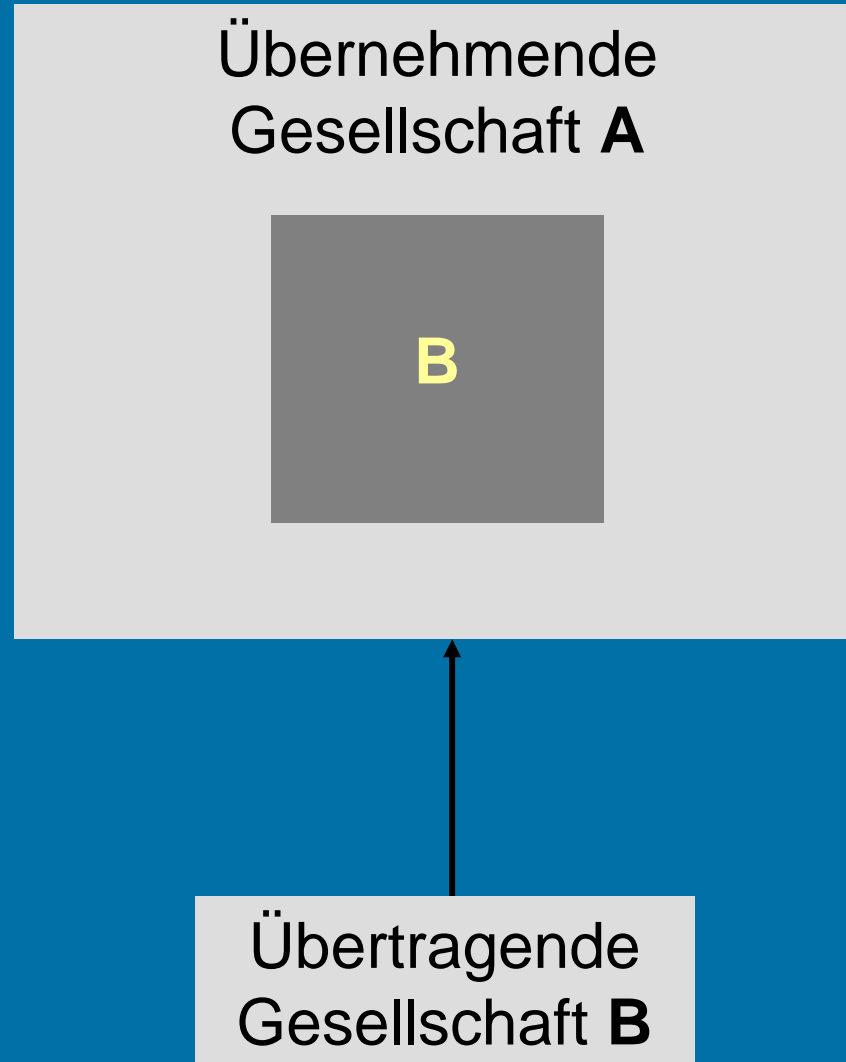 Übernehmende
Gesellschaft A
B
Übertragende
Gesellschaft B